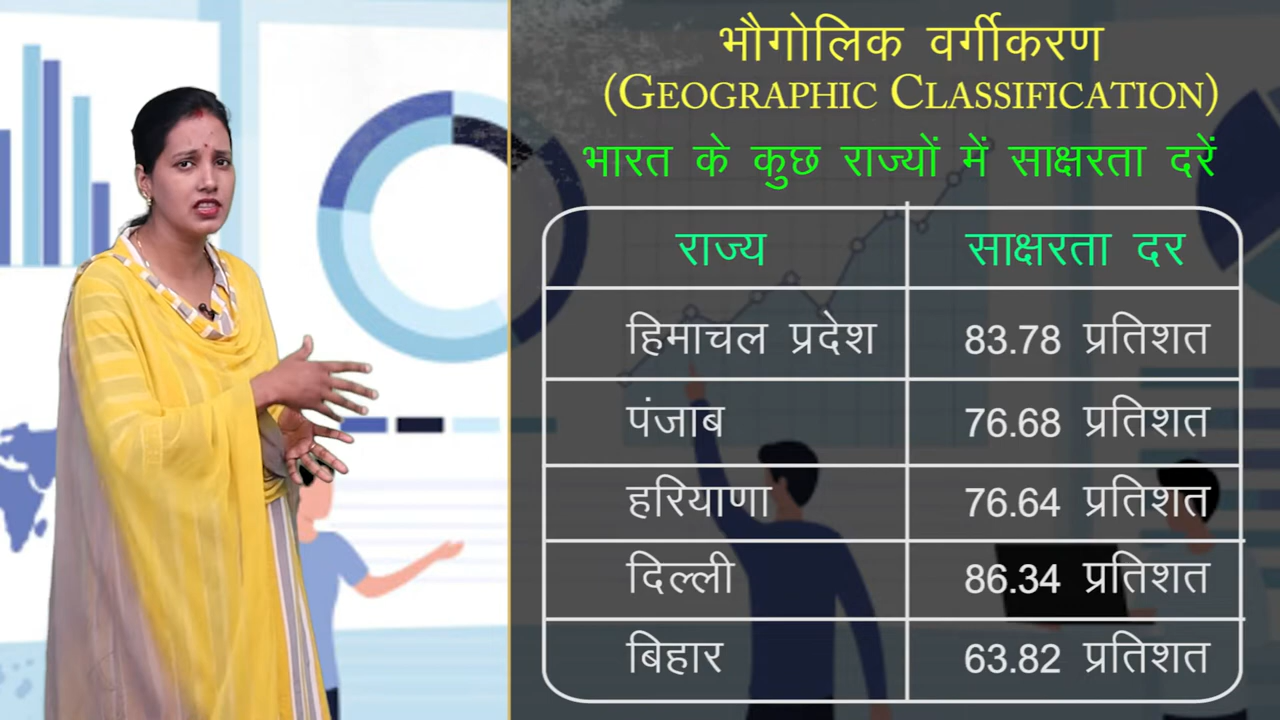 भौगोलिक वर्गीकरण
(GEOGRAPHIC CLASSIFICATION)
भारत के कुछ राज्यों में साक्षरता दरें
राज्य साक्षरता दर
हिमाचल प्रदेश 83.78 प्रतिशत
पंजाब 76.68 प्रतिशत
हरियाणा 76.64 प्रतिशत
दिल्ली 86.34 प्रतिशत
बिहार 63.82 प्रतिशत